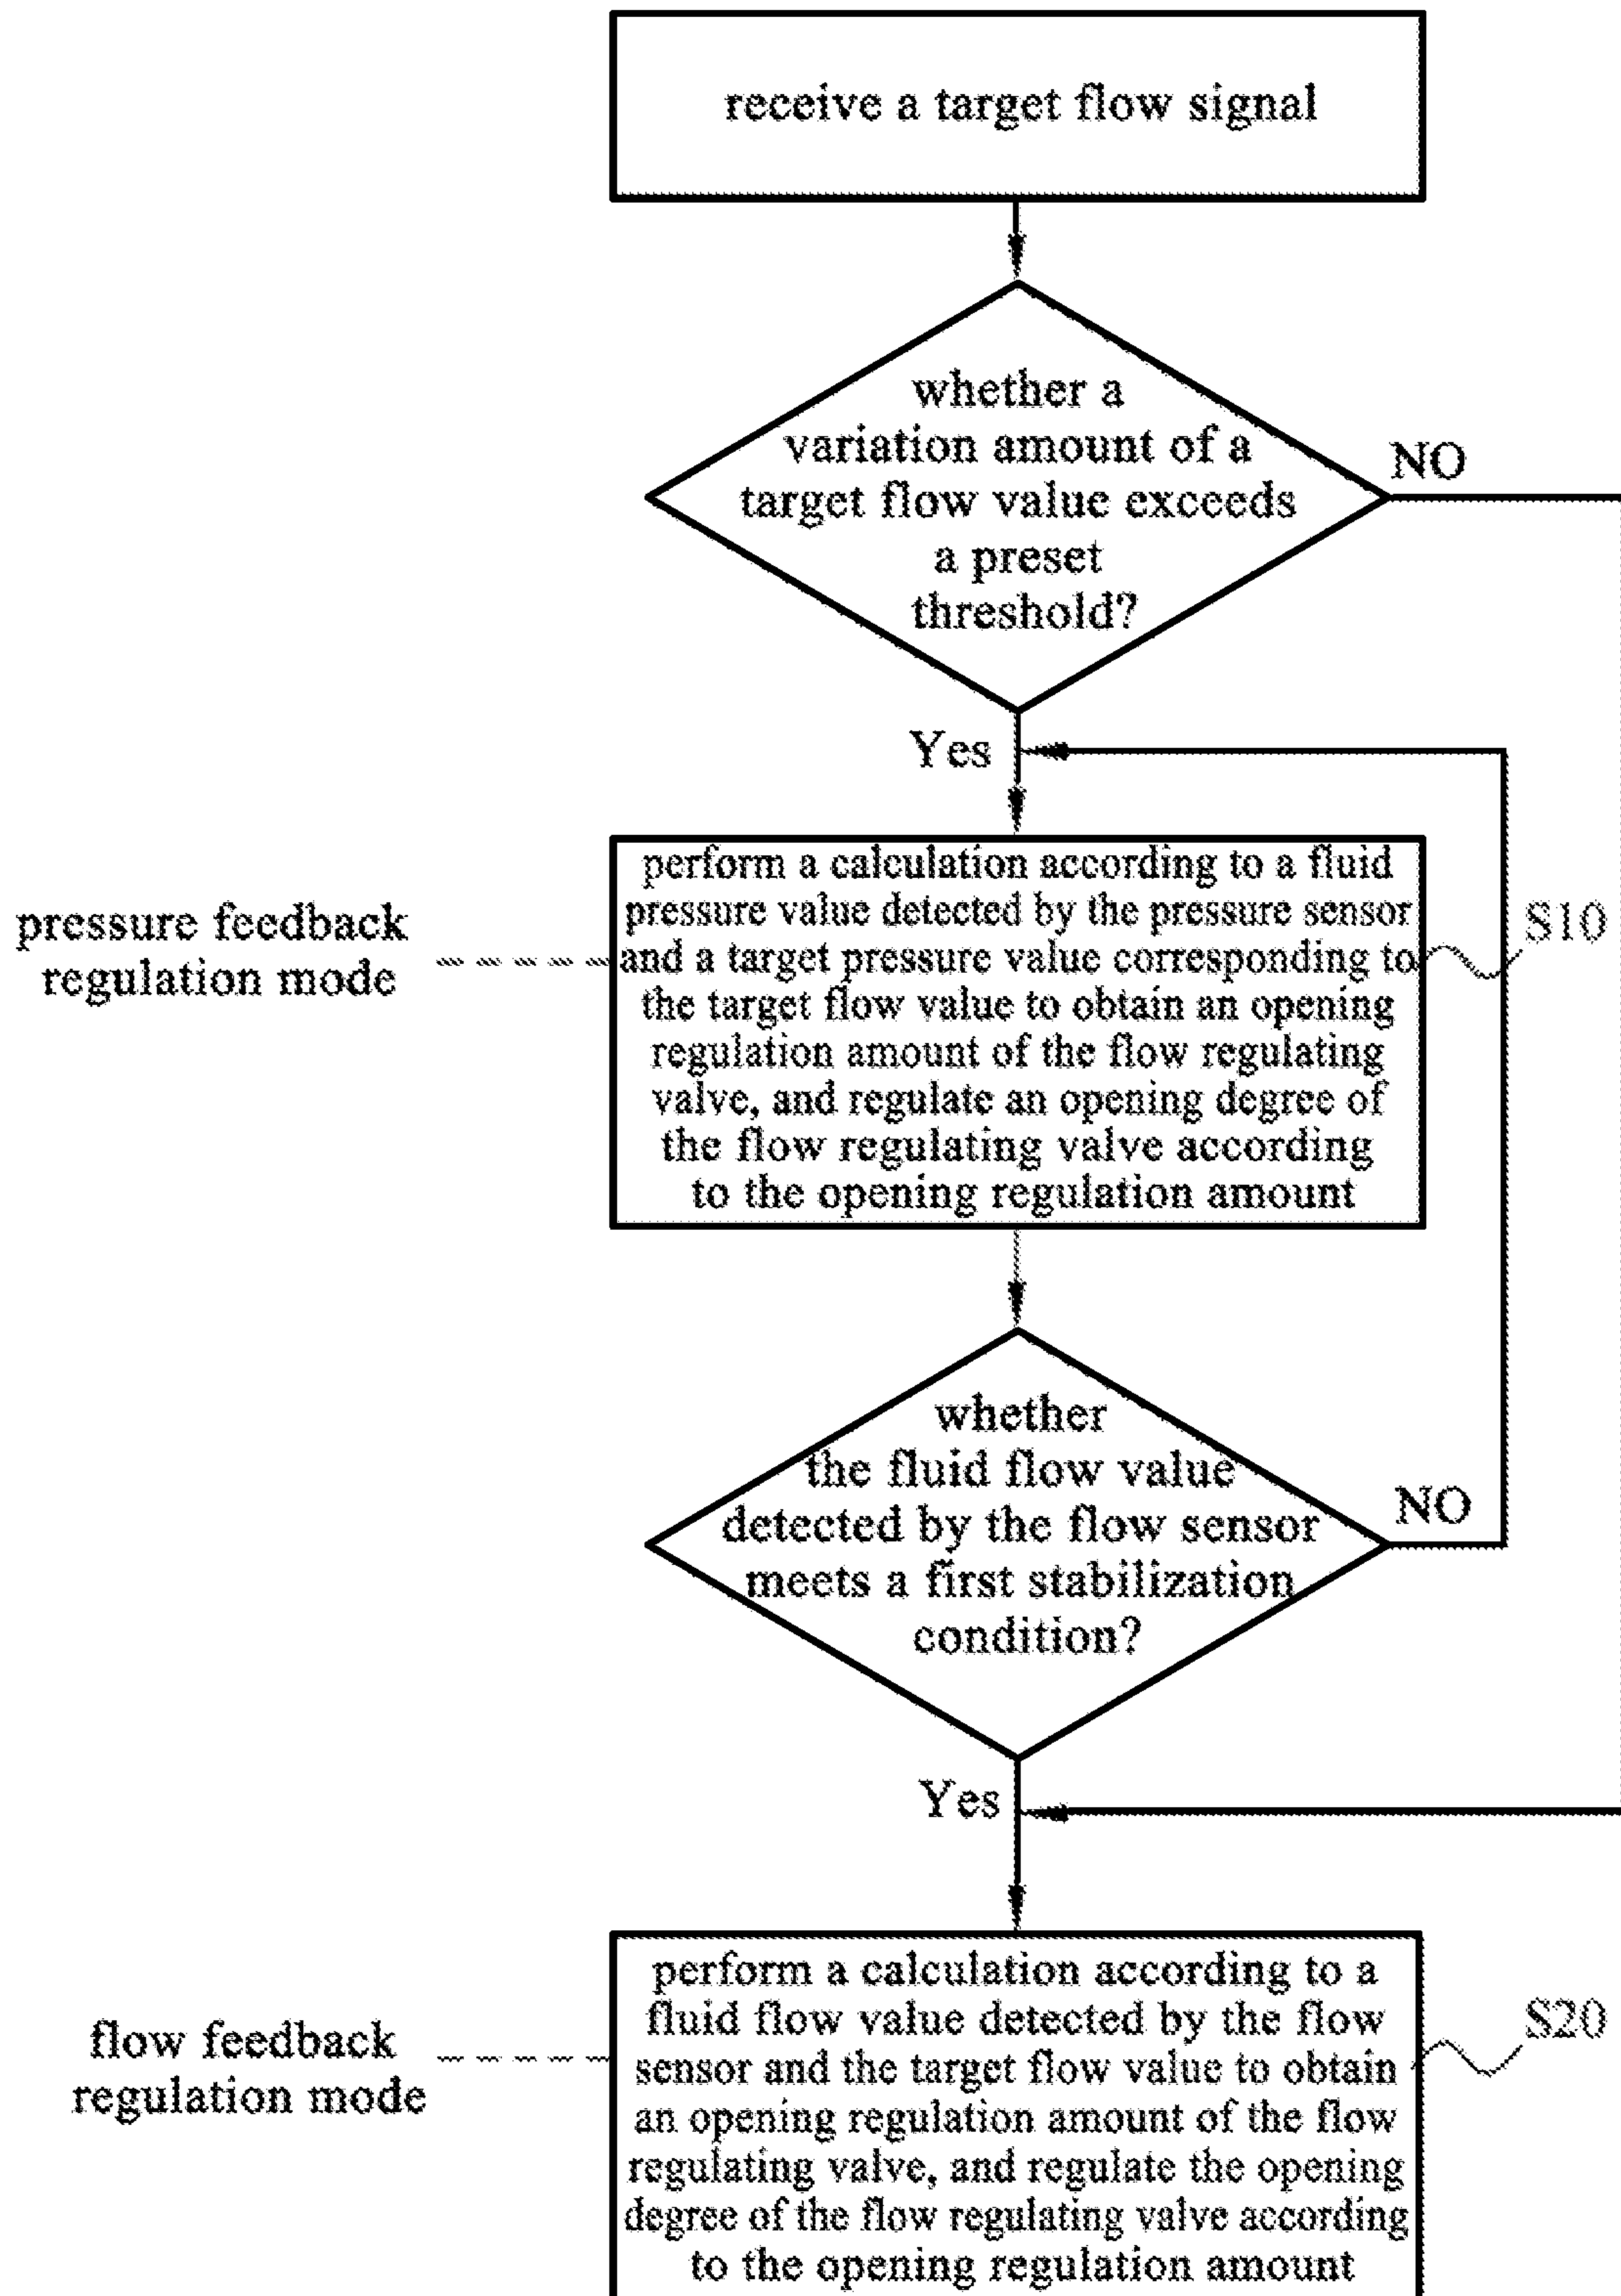 receive a target flow signal
whether a
variation amount of a
target flow value exceeds
a preset
threshold?
NO
Yes
pressure feedback
regulation mode
perform a calculation according to a fluid
pressure value detected by the pressure sensor
and a target pressure value corresponding to
the target flow value to obtain an opening
regulation amount of the flow regulating
valve, and regulate an opening degree of
the flow regulating valve according
to the opening regulation amount
S10
whether
the fluid flow value
detected by the flow sensor
meets a first stabilization
condition?
NO
Yes
flow feedback
regulation mode
perform a calculation according to a
fluid flow value detected by the flow
sensor and the target flow value to obtain
an opening regulation amount of the flow
regulating valve, and regulate the opening
degree of the flow regulating valve according
to the opening regulation amount
S20